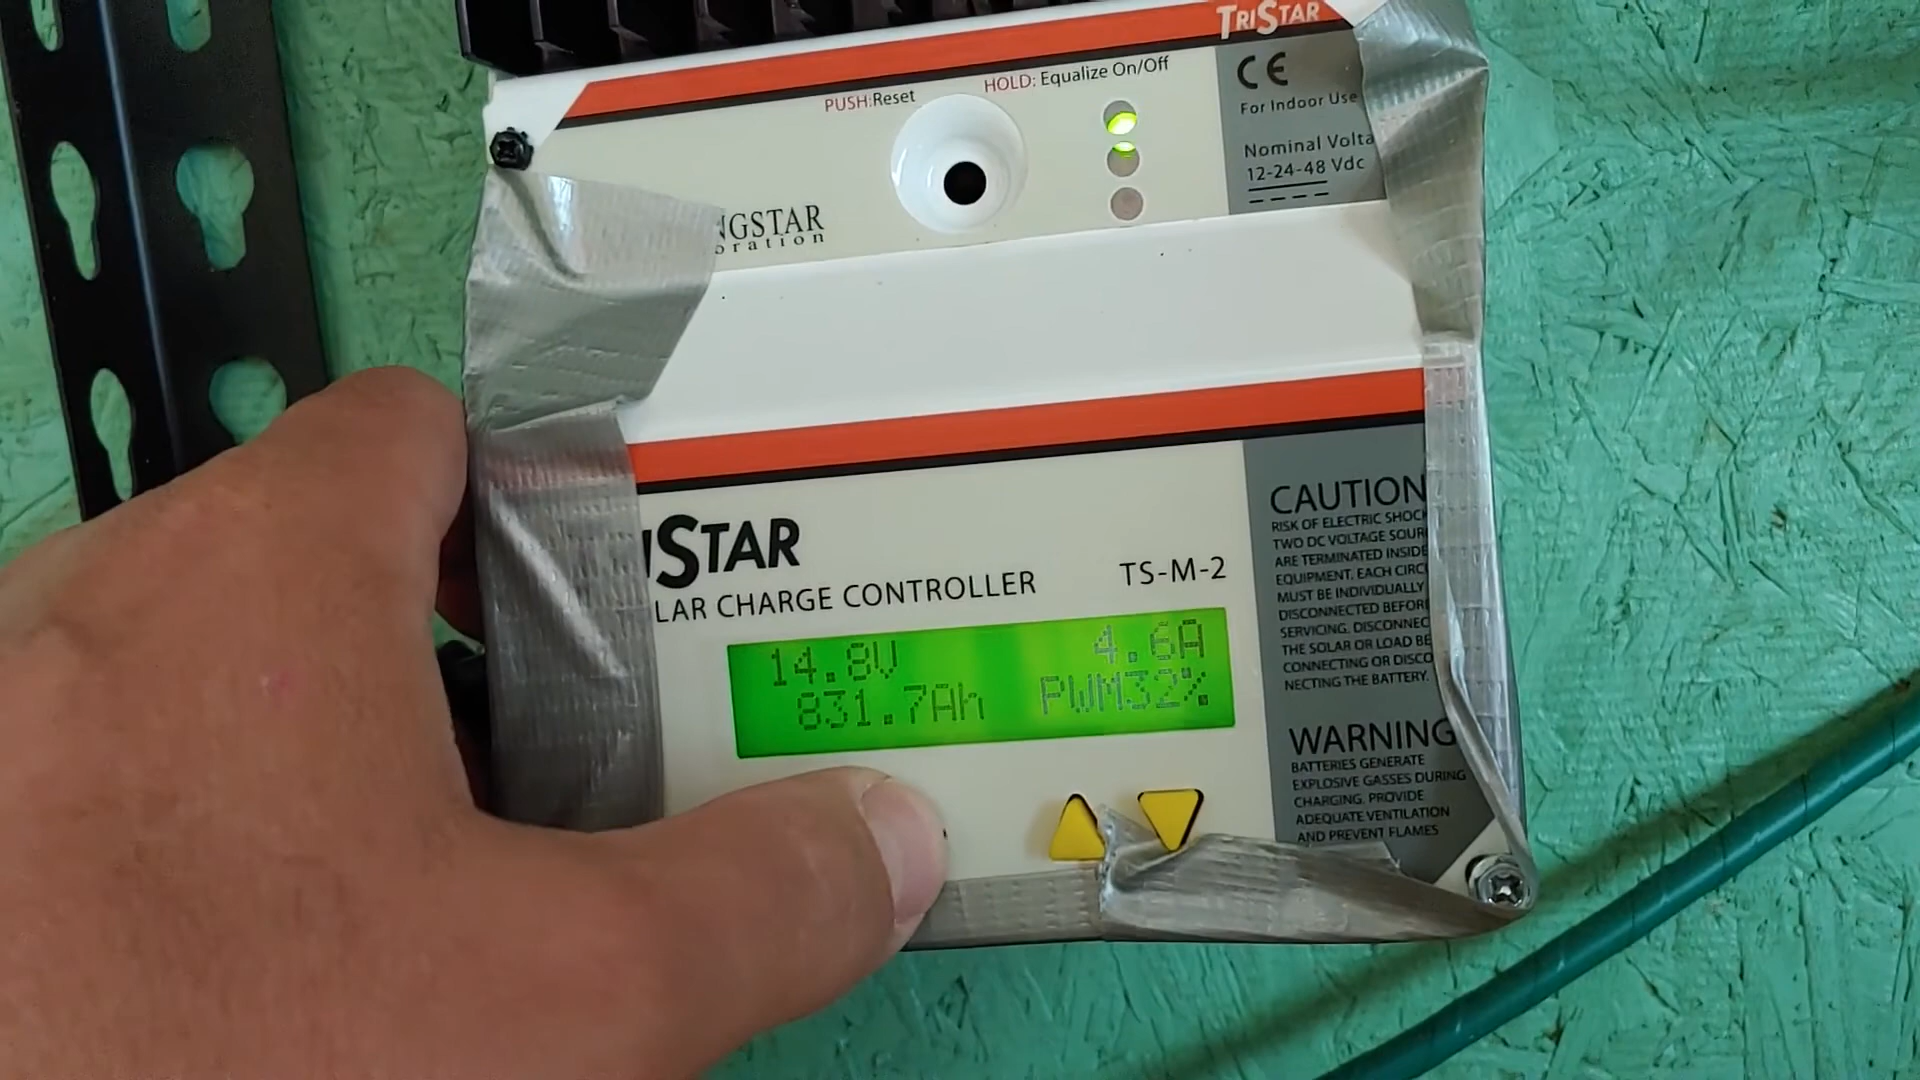 TRISTAR
PUSH:Reset
HOLD: Equalize On/Off
CE
For Indoor Use
Nominal Volta
12-24-48 Vdc
NGSTAR
oration
ISTAR
LAR CHARGE CONTROLLER
TS-M-2
14.8V 4.6A
831.7Ah PWM32%
CAUTION
RISK OF ELECTRIC SHOCK
TWO DC VOLTAGE SOUR
ARE TERMINATED INSIDE
EQUIPMENT. EACH CIRC
MUST BE INDIVIDUALLY
DISCONNECTED BEFOR
SERVICING. DISCONNEC
THE SOLAR OR LOAD BE
CONNECTING OR DISCO
NECTING THE BATTERY.
WARNING
BATTERIES GENERATE
EXPLOSIVE GASSES DURING
CHARGING. PROVIDE
ADEQUATE VENTILATION
AND PREVENT FLAMES